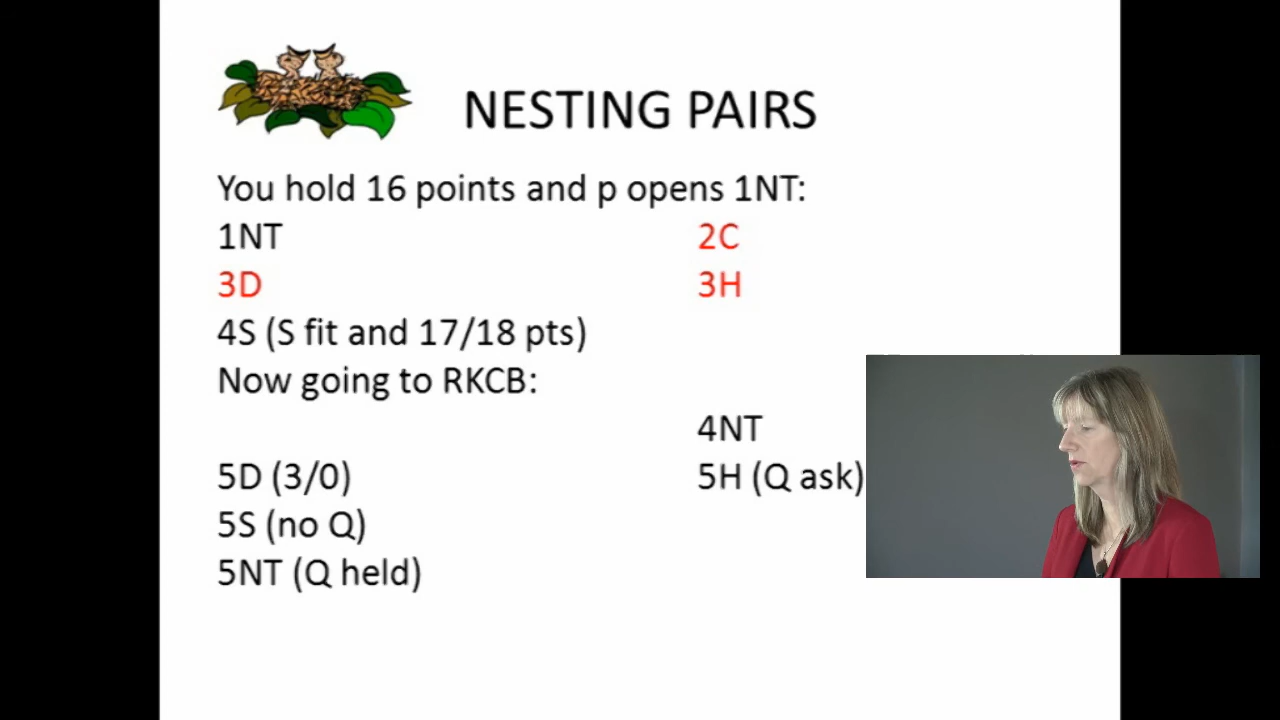 NESTING PAIRS
You hold 16 points and p opens 1NT:
1NT 2C
3D 3H
4S (S fit and 17/18 pts)
Now going to RKCB:
4NT
5D (3/0) 5H (Q ask)
5S (no Q)
5NT (Q held)